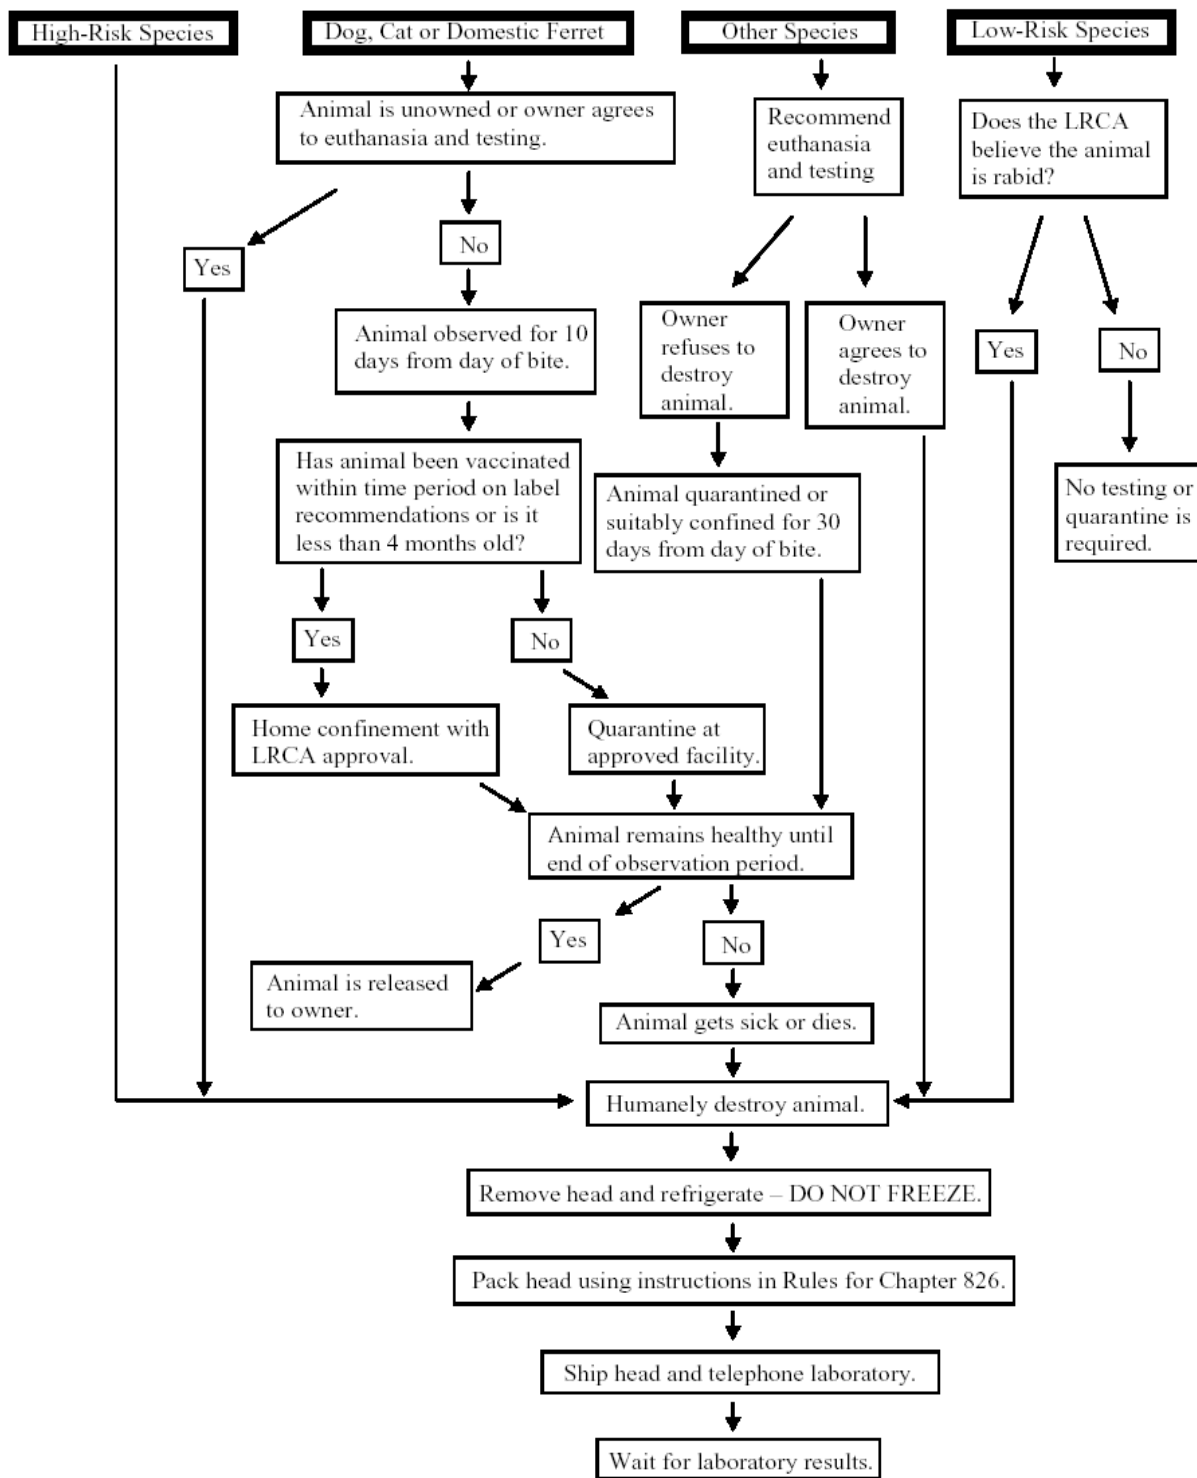 High-Risk Species
Dog, Cat or Domestic Ferret
Other Species
Low-Risk Species
Animal is unowned or owner agrees
to euthanasia and testing.
Recommend
euthanasia
and testing
Does the LRCA
believe the animal
is rabid?
Yes
No
Animal observed for 10
days from day of bite.
Owner
refuses to
destroy
animal.
Owner
agrees to
destroy
animal.
Yes
No
Has animal been vaccinated
within time period on label
recommendations or is it
less than 4 months old?
Animal quarantined or
suitably confined for 30
days from day of bite.
No testing or
quarantine is
required.
Yes
No
Home confinement with
LRCA approval.
Quarantine at
approved facility.
Animal remains healthy until
end of observation period.
Yes
No
Animal is released
to owner.
Animal gets sick or dies.
Humanely destroy animal.
Remove head and refrigerate – DO NOT FREEZE.
Pack head using instructions in Rules for Chapter 826.
Ship head and telephone laboratory.
Wait for laboratory results.